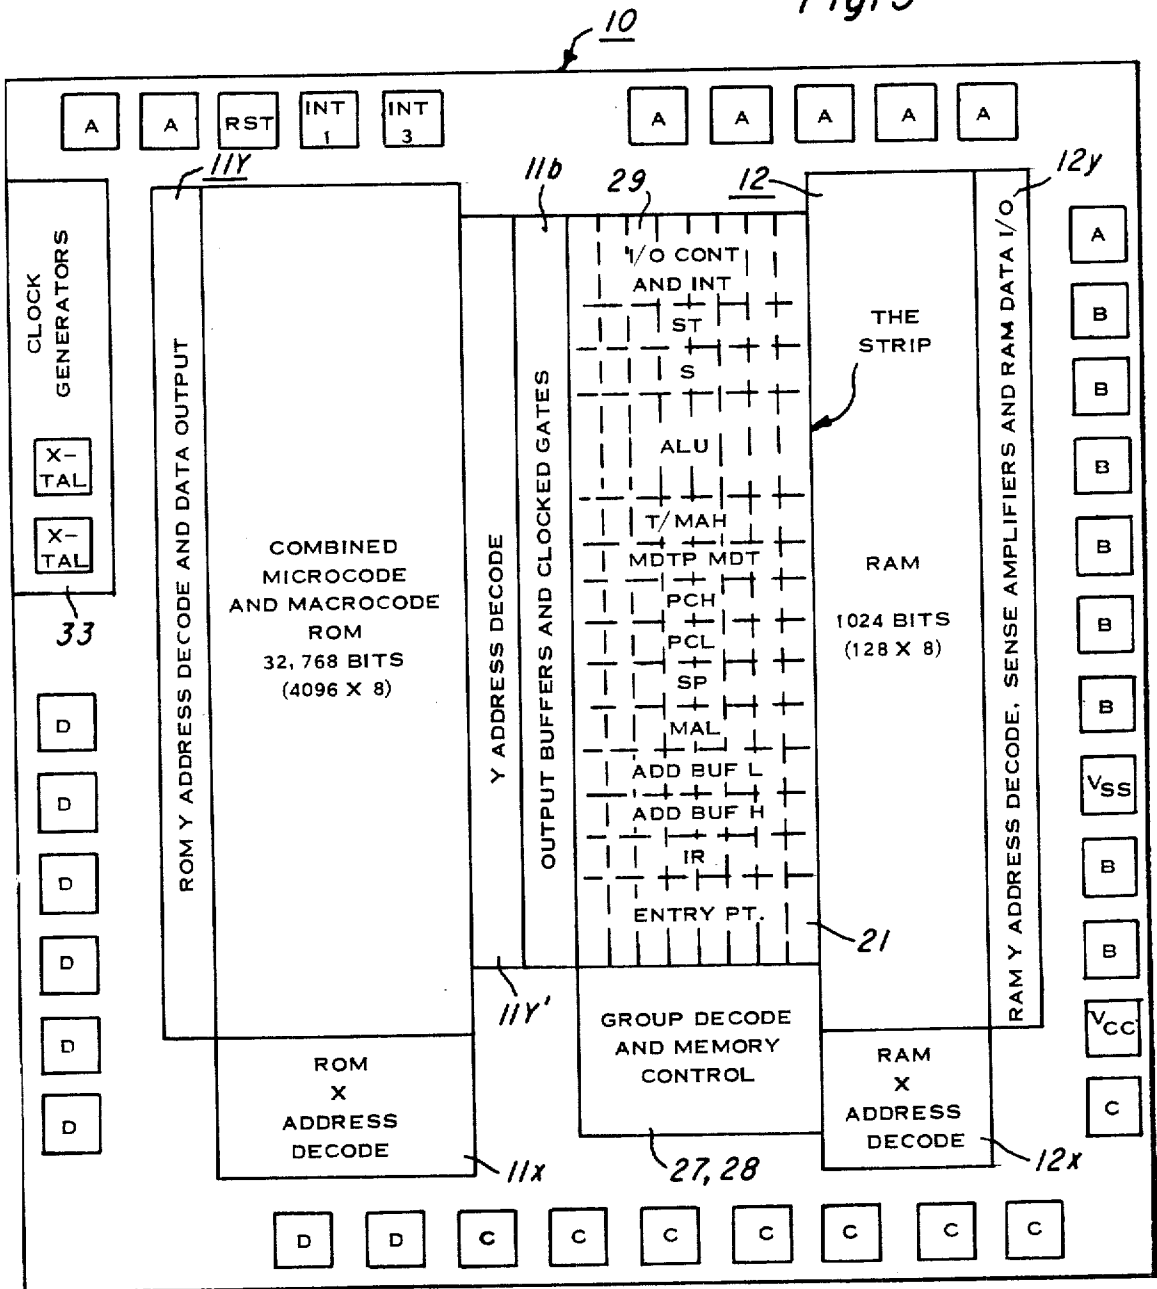 Fig. 3
10
A A RST INT 1 INT 3 A A A A A
11Y
11b
29
12
12y
CLOCK
GENERATORS
X-
TAL
X-
TAL
33
ROM Y ADDRESS DECODE AND DATA OUTPUT
COMBINED
MICROCODE
AND MACROCODE
ROM
32,768 BITS
(4096 X 8)
Y ADDRESS DECODE
OUTPUT BUFFERS AND CLOCKED GATES
I/O CONT
AND INT
ST
S
ALU
T/MAH
MDTP MDT
PCH
PCL
SP
MAL
ADD BUF L
ADD BUF H
IR
ENTRY PT.
THE
STRIP
RAM
1024 BITS
(128 X 8)
RAM Y ADDRESS DECODE, SENSE AMPLIFIERS AND RAM DATA I/O
A
B
B
B
B
B
B
VSS
B
B
VCC
C
D
D
D
D
D
D
21
11Y'
GROUP DECODE
AND MEMORY
CONTROL
27,28
ROM
X
ADDRESS
DECODE
11x
RAM
X
ADDRESS
DECODE
12x
D D C C C C C C C